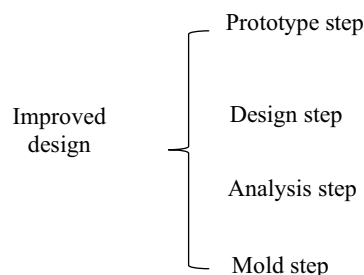 Improved
design
Prototype step
Design step
Analysis step
Mold step